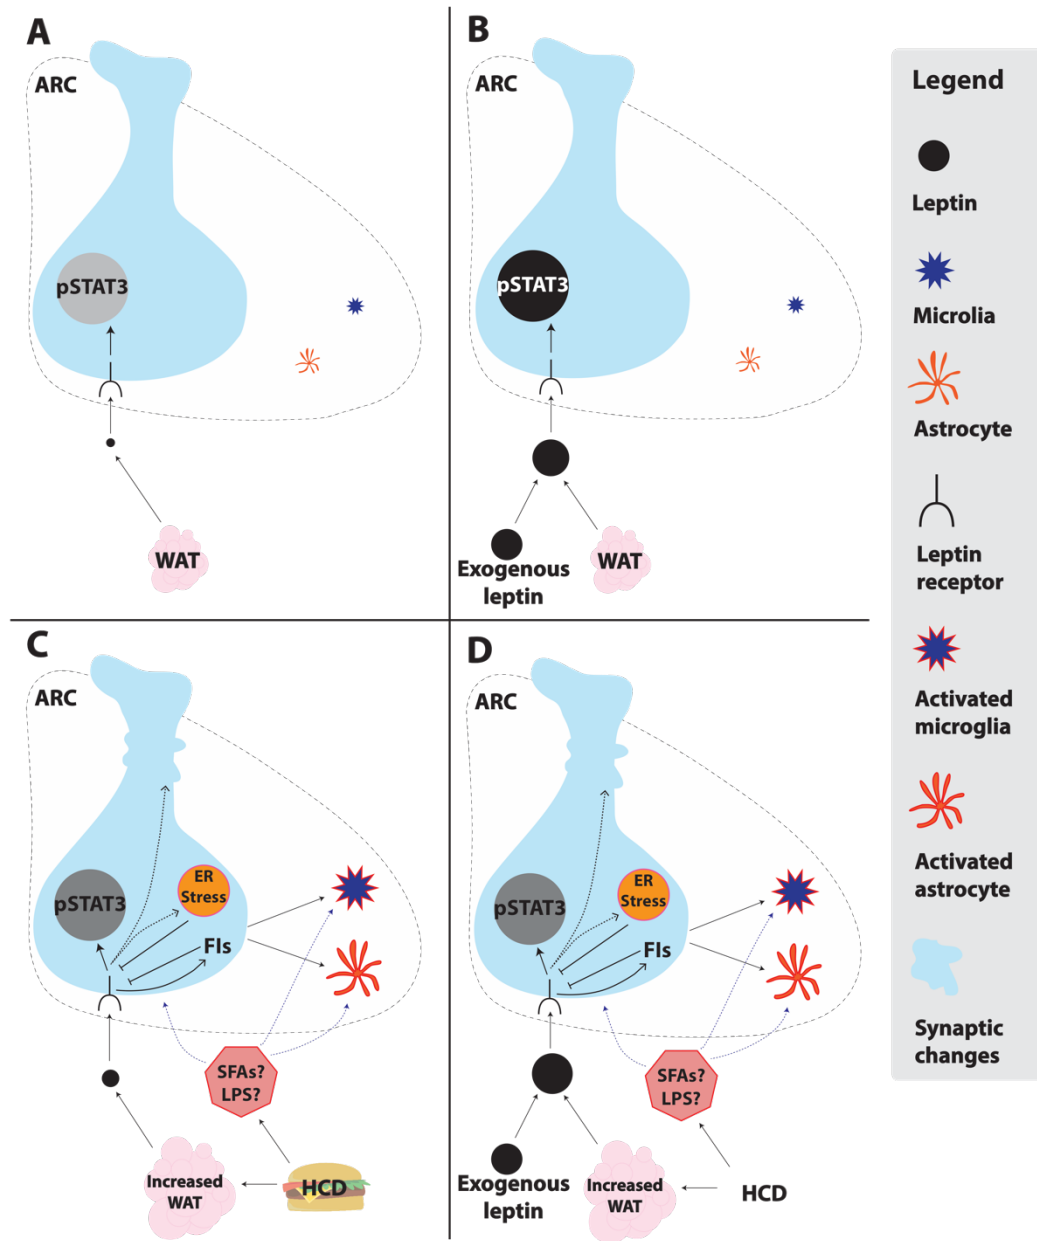 A
ARC
pSTAT3
WAT
B
ARC
pSTAT3
Exogenous
leptin
WAT
C
ARC
pSTAT3
ER
Stress
FIs
SFAs?
LPS?
Increased
WAT
HCD
D
ARC
pSTAT3
ER
Stress
FIs
SFAs?
LPS?
Exogenous
leptin
Increased
WAT
HCD
Legend
Leptin
Microlia
Astrocyte
Leptin
receptor
Activated
microglia
Activated
astrocyte
Synaptic
changes